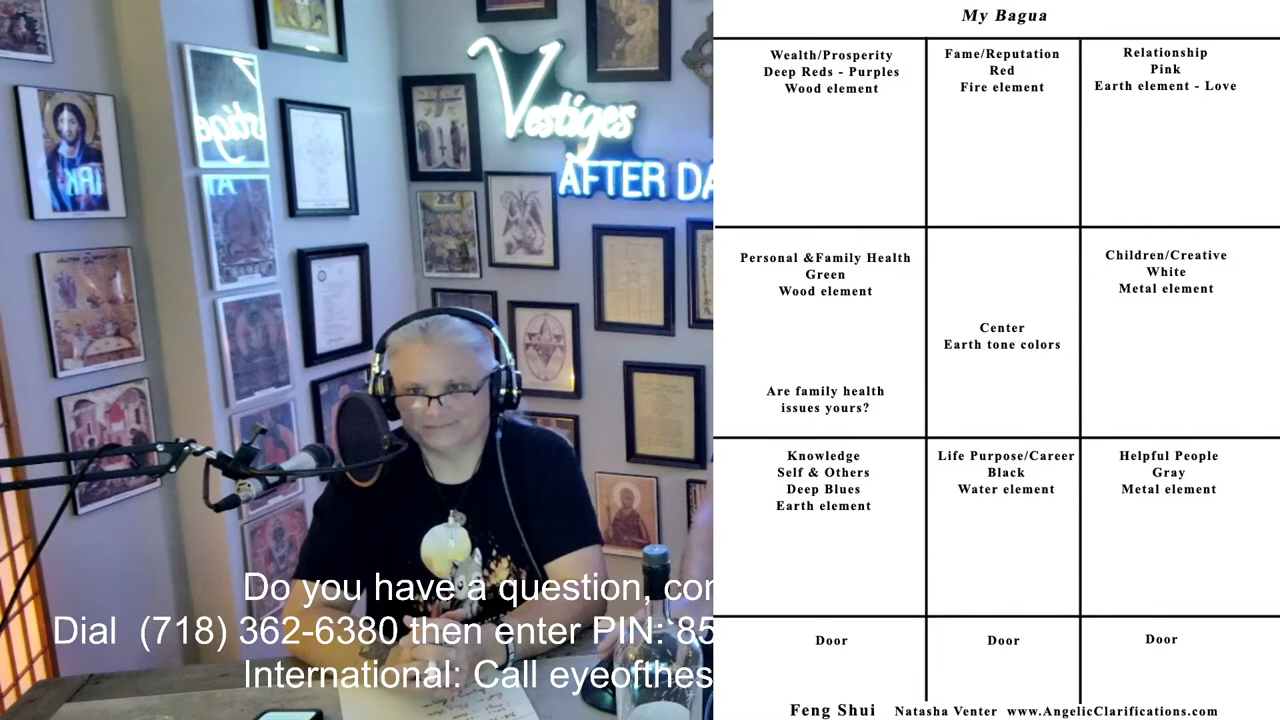 Vestiges
AFTER DA
Do you have a question, con
Dial (718) 362-6380 then enter PIN: 85
International: Call eyeofthes
My Bagua
Wealth/Prosperity
Deep Reds - Purples
Wood element
Fame/Reputation
Red
Fire element
Relationship
Pink
Earth element - Love
Personal &Family Health
Green
Wood element
Are family health
issues yours?
Center
Earth tone colors
Children/Creative
White
Metal element
Knowledge
Self & Others
Deep Blues
Earth element
Life Purpose/Career
Black
Water element
Helpful People
Gray
Metal element
Door
Door
Door
Feng Shui Natasha Venter www.AngelicClarifications.com